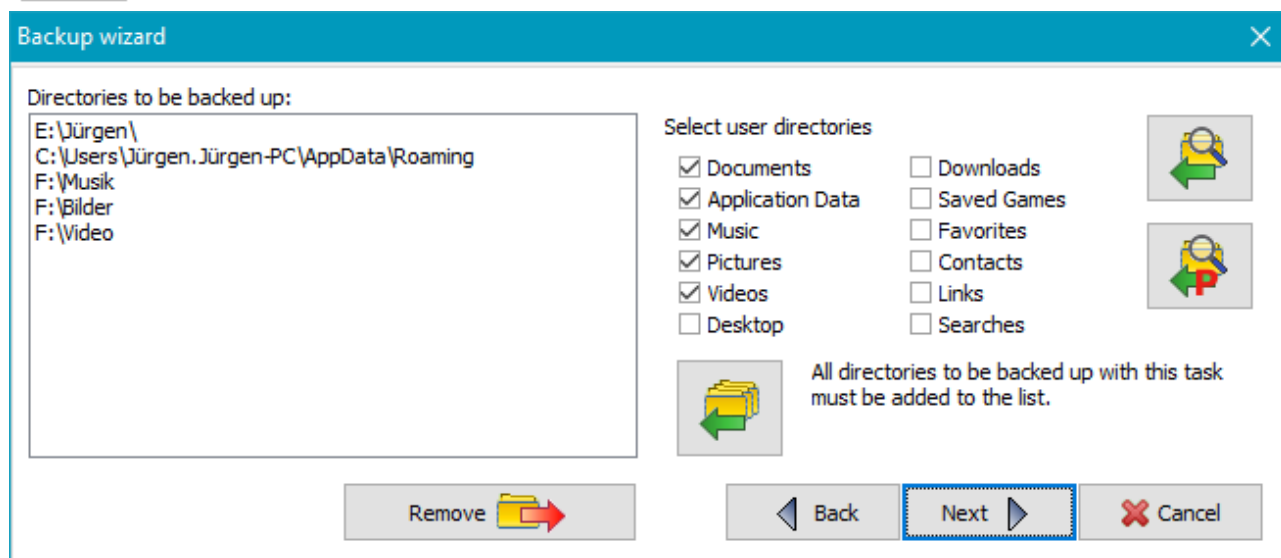 Backup wizard
Directories to be backed up:
E:\Jürgen\
C:\Users\Jürgen.Jürgen-PC\AppData\Roaming
F:\Musik
F:\Bilder
F:\Video
Select user directories
Documents
Application Data
Music
Pictures
Videos
Desktop
Downloads
Saved Games
Favorites
Contacts
Links
Searches
P
All directories to be backed up with this task
must be added to the list.
Remove
Back
Next
Cancel